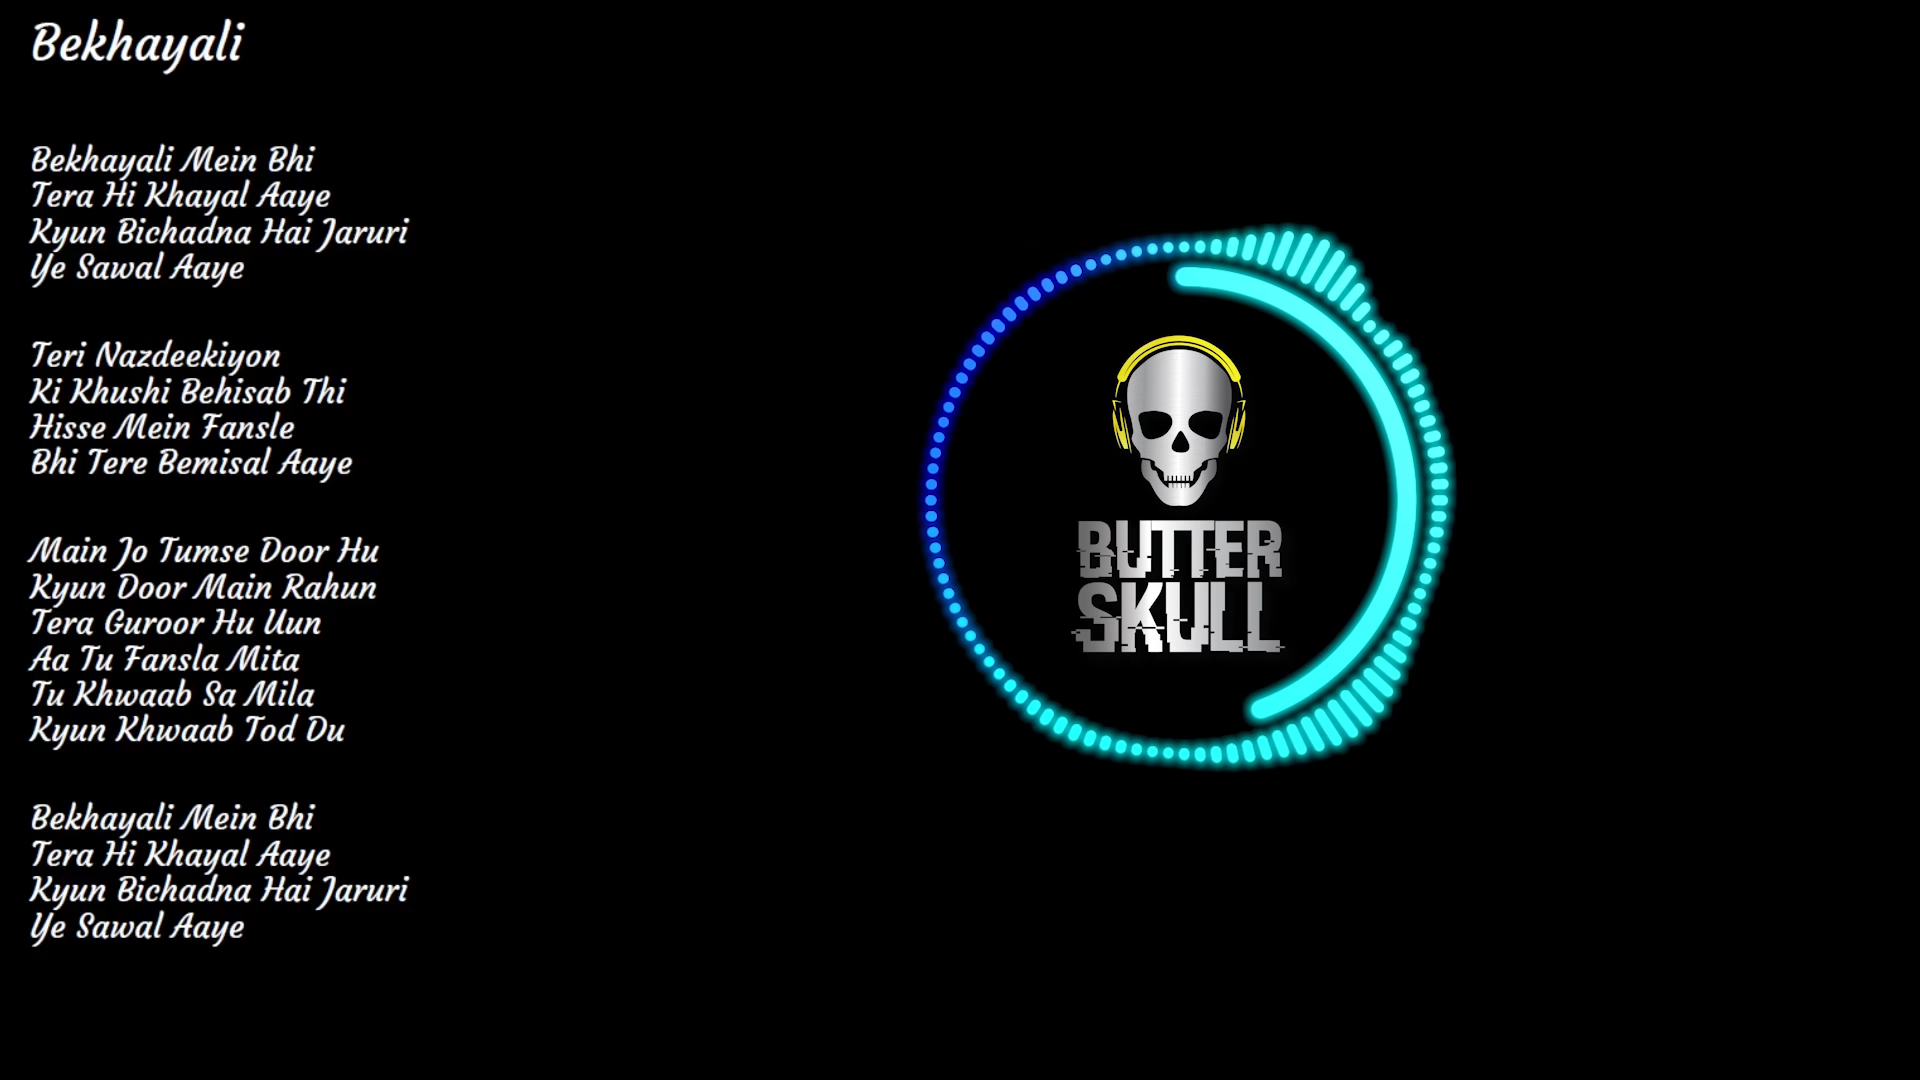 Bekhayali
Bekhayali Mein Bhi
Tera Hi Khayal Aaye
Kyun Bichadna Hai Jaruri
Ye Sawal Aaye
Teri Nazdeekiyon
Ki Khushi Behisab Thi
Hisse Mein Fansle
Bhi Tere Bemisal Aaye
Main Jo Tumse Door Hu
Kyun Door Main Rahun
Tera Guroor Hu Uun
Aa Tu Fansla Mita
Tu Khwaab Sa Mila
Kyun Khwaab Tod Du
Bekhayali Mein Bhi
Tera Hi Khayal Aaye
Kyun Bichadna Hai Jaruri
Ye Sawal Aaye
BUTTER
SKULL